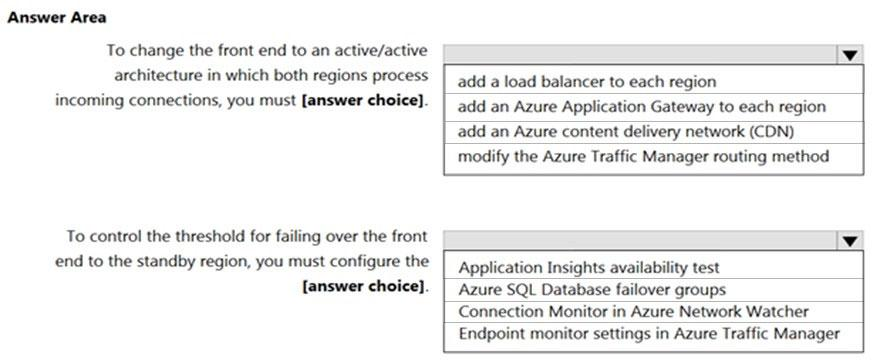 Answer Area
To change the front end to an active/active
architecture in which both regions process
incoming connections, you must [answer choice].
add a load balancer to each region
add an Azure Application Gateway to each region
add an Azure content delivery network (CDN)
modify the Azure Traffic Manager routing method
To control the threshold for failing over the front
end to the standby region, you must configure the
[answer choice].
Application Insights availability test
Azure SQL Database failover groups
Connection Monitor in Azure Network Watcher
Endpoint monitor settings in Azure Traffic Manager